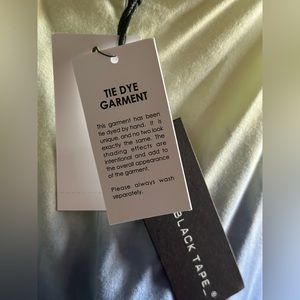 TIE DYE
GARMENT
This garment has been
tie dyed by hand. It is
unique, and no two look
exactly the same. The
shading effects are
intentional and add to
the overall appearance
of the garment.
Please always wash
separately.
BLACK TAPE®